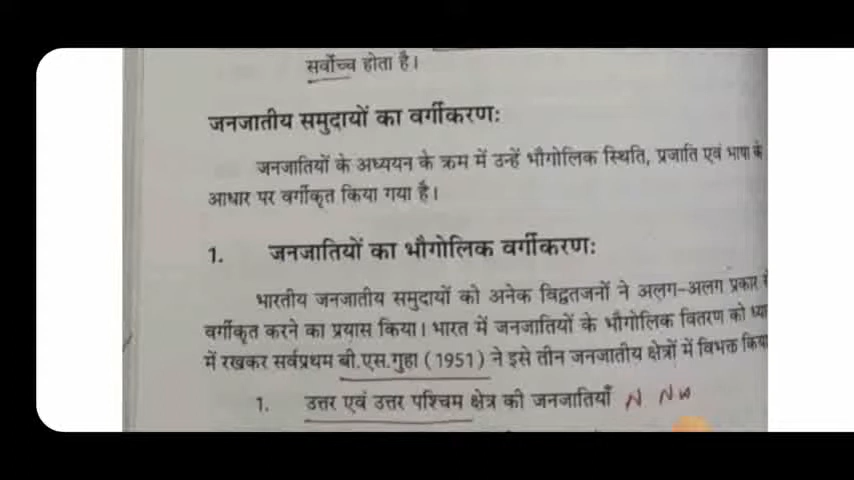 सर्वोच्च होता है।
जनजातीय समुदायों का वर्गीकरण:
जनजातियों के अध्ययन के क्रम में उन्हें भौगोलिक स्थिति, प्रजाति एवं भाषा के
आधार पर वर्गीकृत किया गया है।
1. जनजातियों का भौगोलिक वर्गीकरण:
भारतीय जनजातीय समुदायों को अनेक विद्वतजनों ने अलग-अलग प्रकार
वर्गीकृत करने का प्रयास किया। भारत में जनजातियों के भौगोलिक वितरण को
में रखकर सर्वप्रथम बी.एस.गुहा (1951) ने इसे तीन जनजातीय क्षेत्रों में विभक्त किया
1. उत्तर एवं उत्तर पश्चिम क्षेत्र की जनजातियाँ N NW